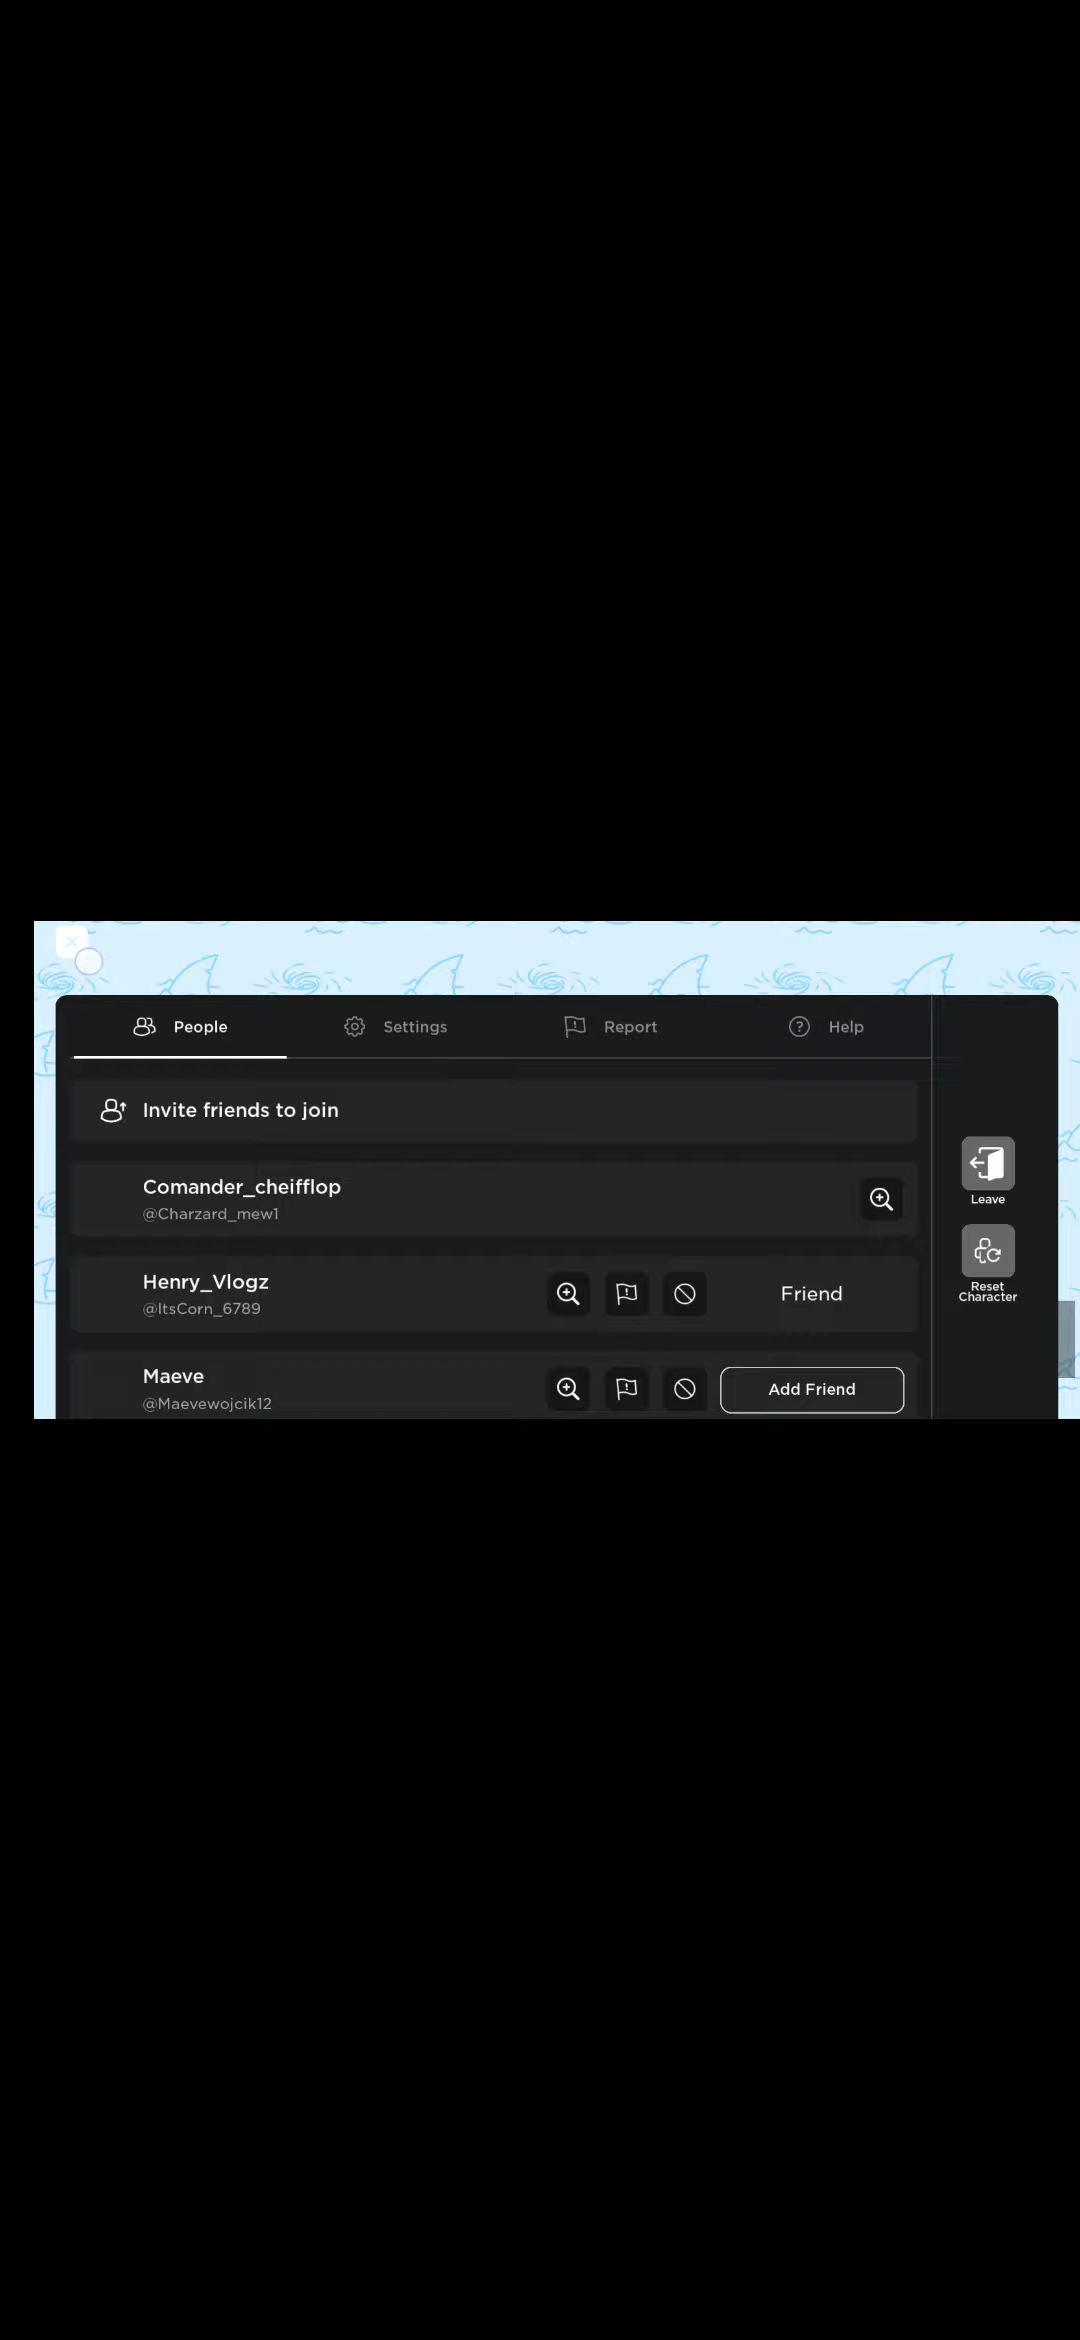 People
Settings
Report
Help
Invite friends to join
Comander_cheifflop
@Charzard_mew1
Henry_Vlogz
@ItsCorn_6789
Friend
Maeve
@Maevewojcik12
Add Friend
Leave
Reset
Character